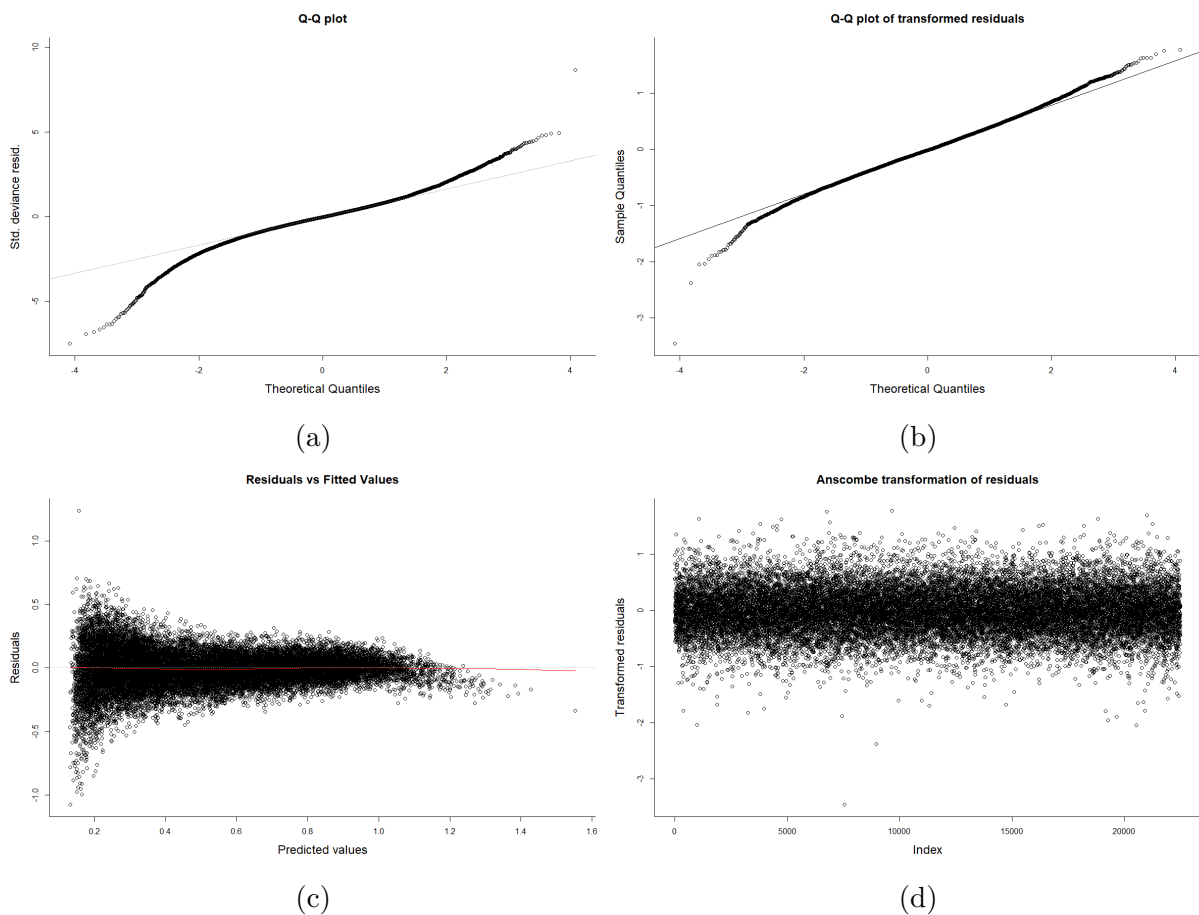 Q-Q plot
Std. deviance resid.
10
5
0
-5
-4
-2
0
2
4
Theoretical Quantiles
(a)
Q-Q plot of transformed residuals
Sample Quantiles
1
0
-1
-2
-3
-4
-2
0
2
4
Theoretical Quantiles
(b)
Residuals vs Fitted Values
Residuals
1.0
0.5
0.0
-0.5
-1.0
0.2
0.4
0.6
0.8
1.0
1.2
1.4
1.6
Predicted values
(c)
Anscombe transformation of residuals
Transformed residuals
1
0
-1
-2
-3
0
5000
10000
15000
20000
Index
(d)